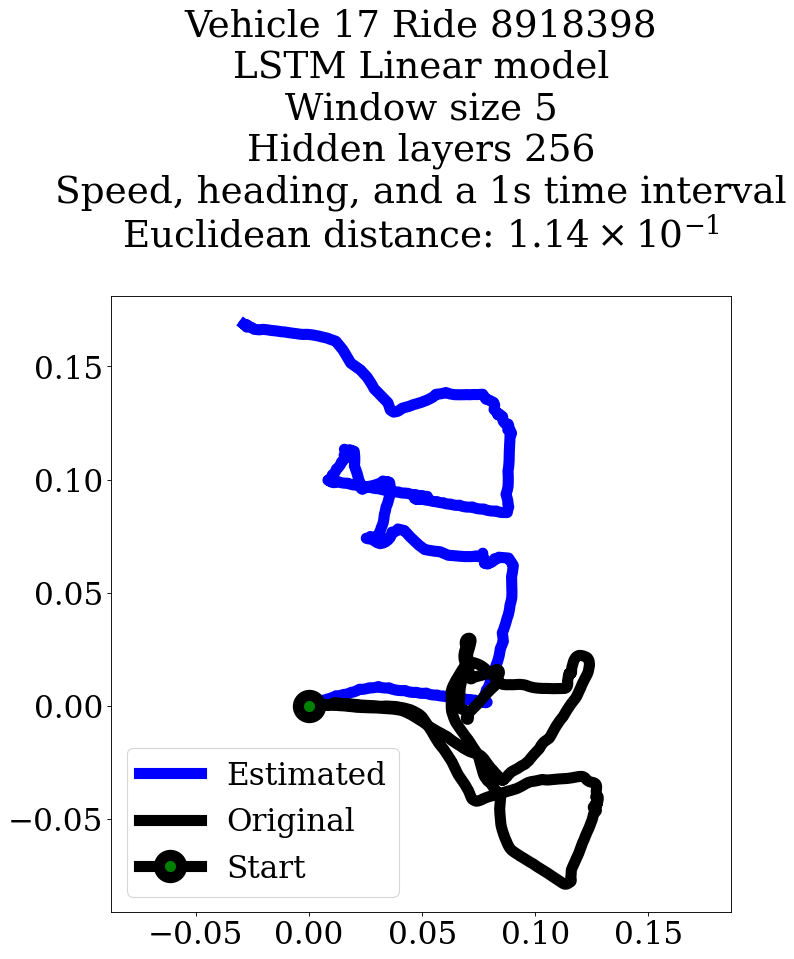 Vehicle 17 Ride 8918398
LSTM Linear model
Window size 5
Hidden layers 256
Speed, heading, and a 1s time interval
Euclidean distance: 1.14 × 10⁻¹
0.15
0.10
0.05
0.00
−0.05
Estimated
Original
Start
−0.05 0.00 0.05 0.10 0.15